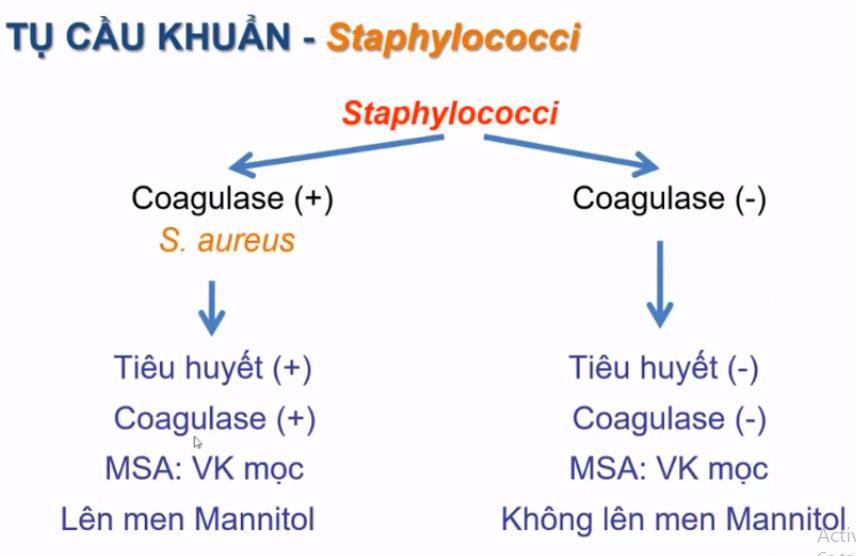 TỤ CẦU KHUẨN - Staphylococci
Staphylococci
Coagulase (+)
S. aureus
Tiêu huyết (+)
Coagulase (+)
MSA: VK mọc
Lên men Mannitol
Coagulase (-)
Tiêu huyết (-)
Coagulase (-)
MSA: VK mọc
Không lên men Mannitol